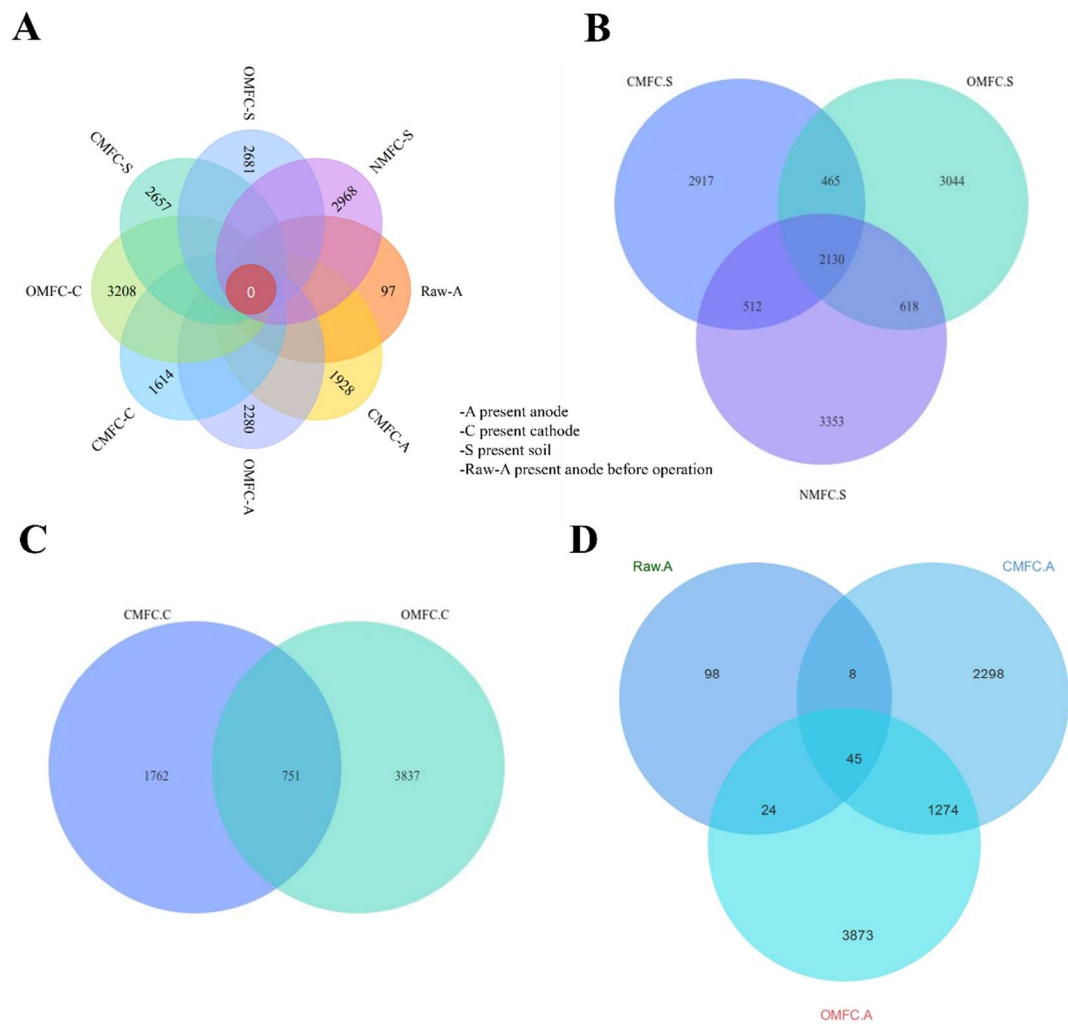 A
OMFC-S
CMFC-S
NMFC-S
2681
2657
2968
OMFC-C
3208
0
97
Raw-A
1614
1928
2280
CMFC-C
CMFC-A
OMFC-A
-A present anode
-C present cathode
-S present soil
-Raw-A present anode before operation
B
CMFC.S
OMFC.S
2917
465
3044
2130
512
618
3353
NMFC.S
C
CMFC.C
OMFC.C
1762
751
3837
D
Raw.A
CMFC.A
98
8
2298
45
24
1274
3873
OMFC.A